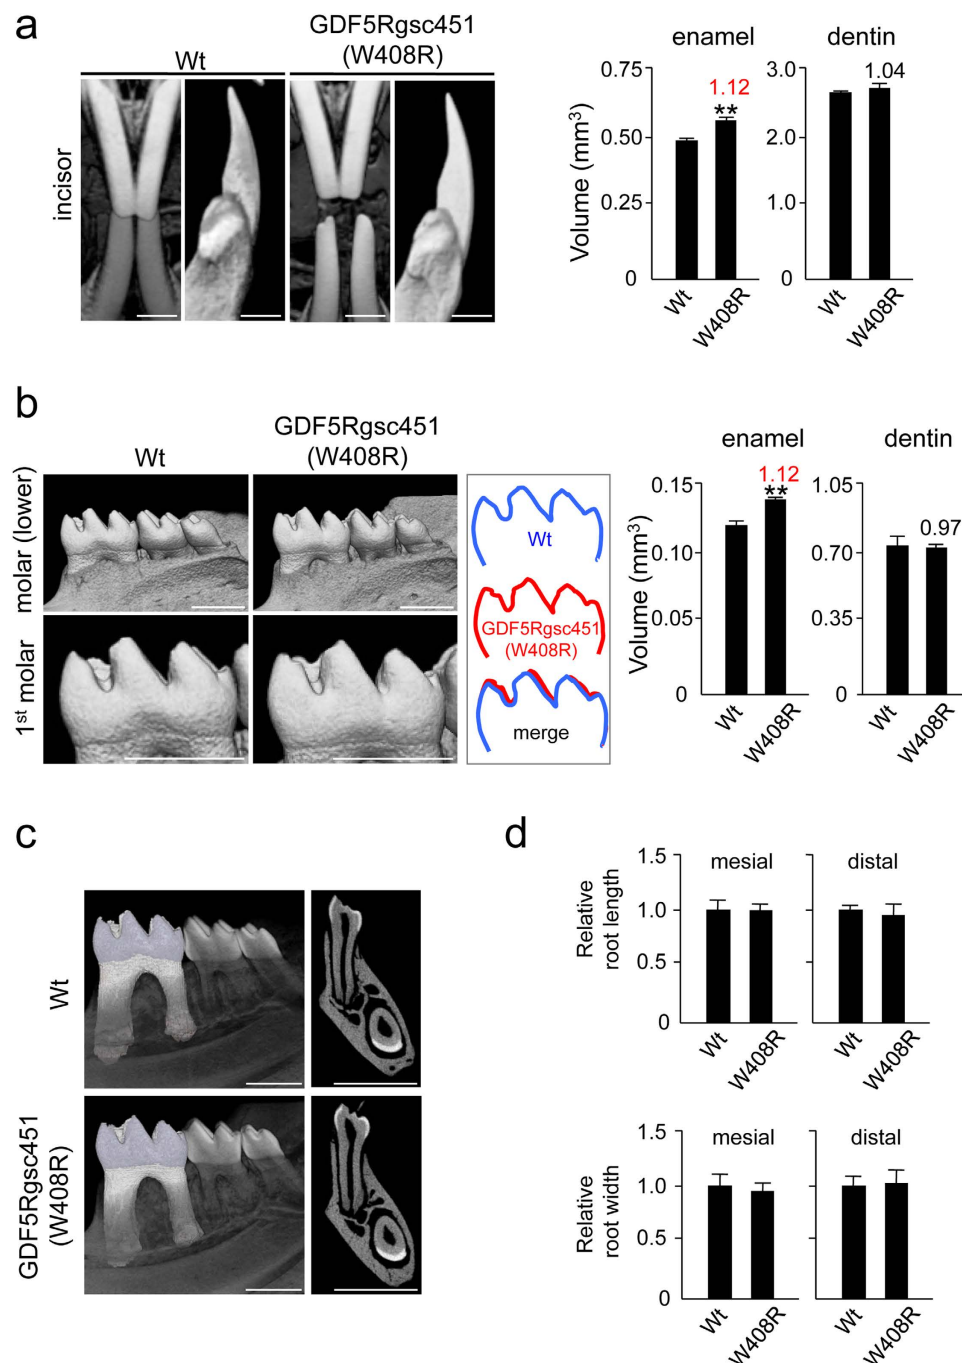 a
Wt
GDF5Rgsc451
(W408R)
incisor
enamel
dentin
Volume (mm³)
0.75
0.50
0.25
0
1.12
**
Wt
W408R
3.0
2.0
1.0
0
1.04
Wt
W408R
b
Wt
GDF5Rgsc451
(W408R)
molar (lower)
1st molar
Wt
GDF5Rgsc451
(W408R)
merge
enamel
dentin
Volume (mm³)
0.15
0.10
0.05
0
1.12
**
Wt
W408R
1.05
0.70
0.35
0
0.97
Wt
W408R
c
Wt
GDF5Rgsc451
(W408R)
d
Relative
root length
1.5
1.0
0.5
0
mesial
distal
Wt
W408R
Wt
W408R
Relative
root width
1.5
1.0
0.5
0
mesial
distal
Wt
W408R
Wt
W408R